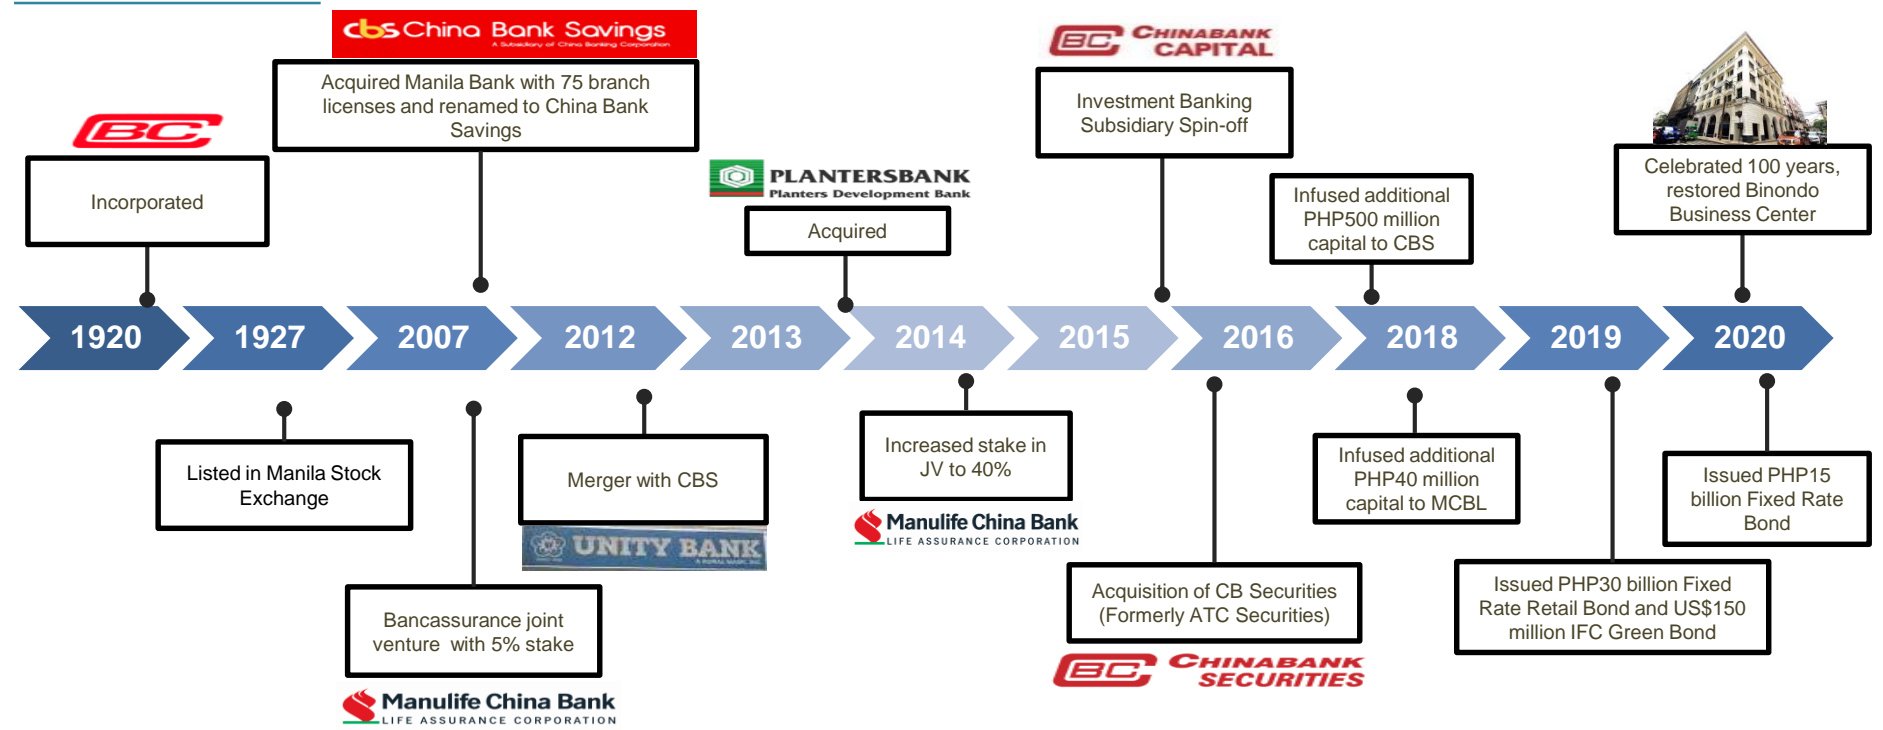 cbs China Bank Savings
A Subsidiary of China Banking Corporation
Acquired Manila Bank with 75 branch
licenses and renamed to China Bank
Savings
CBC
Incorporated
PLANTERSBANK
Planters Development Bank
Acquired
CBC CHINABANK
CAPITAL
Investment Banking
Subsidiary Spin-off
Infused additional
PHP500 million
capital to CBS
Celebrated 100 years,
restored Binondo
Business Center
1920
1927
2007
2012
2013
2014
2015
2016
2018
2019
2020
Listed in Manila Stock
Exchange
Bancassurance joint
venture with 5% stake
Manulife China Bank
LIFE ASSURANCE CORPORATION
Merger with CBS
UNITY BANK
A RURAL BANK, INC.
Increased stake in
JV to 40%
Manulife China Bank
LIFE ASSURANCE CORPORATION
Acquisition of CB Securities
(Formerly ATC Securities)
CBC CHINABANK
SECURITIES
Infused additional
PHP40 million
capital to MCBL
Issued PHP30 billion Fixed
Rate Retail Bond and US$150
million IFC Green Bond
Issued PHP15
billion Fixed Rate
Bond